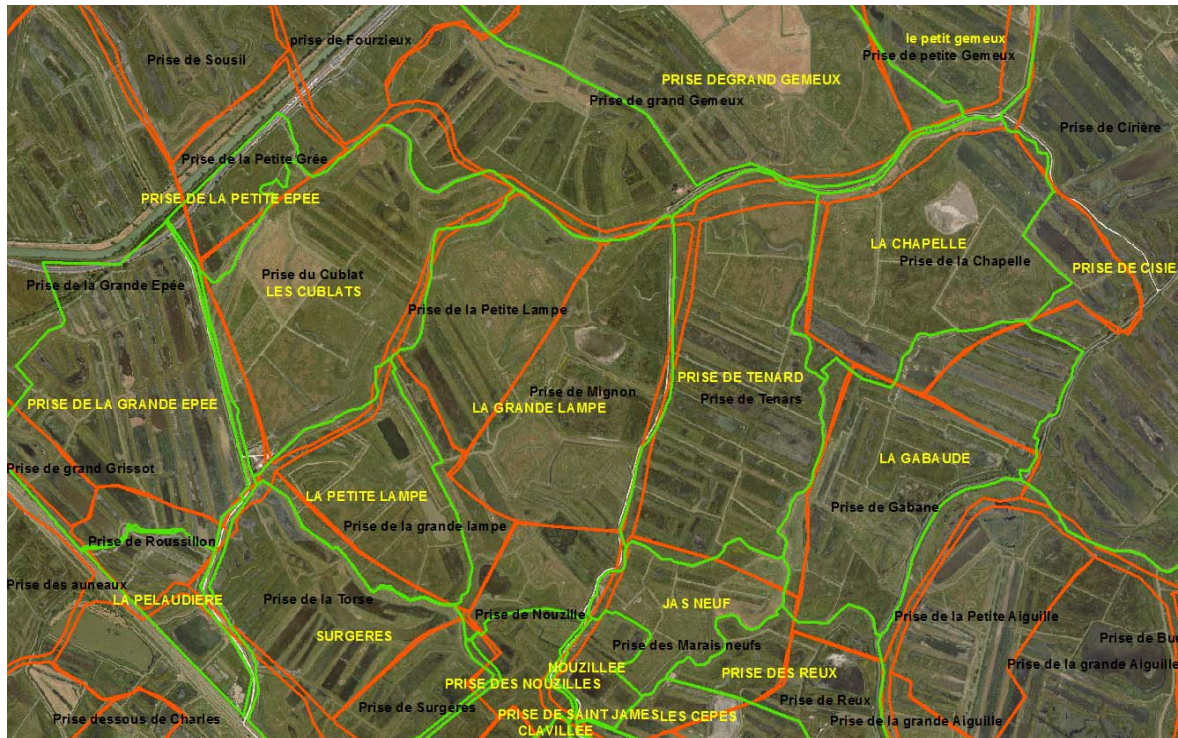 prise de Fourzieux
le petit gemeux
Prise de petite Gemeux
Prise de Sousil
PRISE DEGRAND GEMEUX
Prise de grand Gemeux
Prise de Cirière
Prise de la Petite Grée
PRISE DE LA PETITE EPEE
LA CHAPELLE
Prise de la Chapelle
PRISE DE CISIE
Prise du Cublat
LES CUBLATS
Prise de la Grande Epée
Prise de la Petite Lampe
PRISE DE TENARD
Prise de Tenars
Prise de Mignon
LA GRANDE LAMPE
PRISE DE LA GRANDE EPEE
LA GABAUDE
Prise de grand Grissot
LA PETITE LAMPE
Prise de la grande lampe
Prise de Gabane
Prise de Roussillon
Prise des auneaux
LA PELAUDIERE
Prise de la Torse
JAS NEUF
Prise de Nouzille
Prise de la Petite Aiguille
SURGERES
Prise des Marais neufs
Prise de Bue
Prise de la grande Aiguille
NOUZILLEE
PRISE DES REUX
PRISE DES NOUZILLES
Prise de Reux
Prise de Surgères
PRISE DE SAINT JAMES
LES CEPES
Prise dessous de Charles
Prise de la grande Aiguille
CLAVILLEE